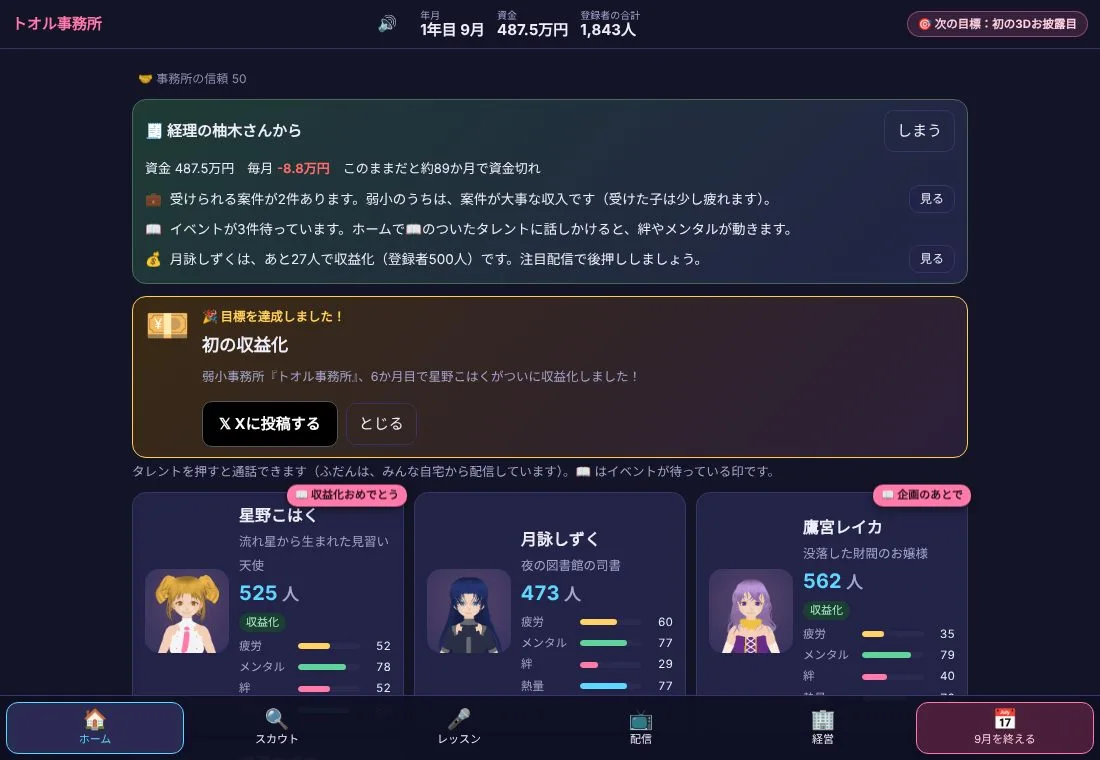 トオル事務所
年月
1年目 9月
資金
487.5万円
登録者の合計
1,843人
次の目標：初の3Dお披露目
事務所の信頼 50
経理の柚木さんから
しまう
資金 487.5万円 毎月 -8.8万円 このままだと約89か月で資金切れ
受けられる案件が2件あります。弱小のうちは、案件が大事な収入です（受けた子は少し疲れます）。
見る
イベントが3件待っています。ホームで📖のついたタレントに話しかけると、絆やメンタルが動きます。
月詠しずくは、あと27人で収益化（登録者500人）です。注目配信で後押ししましょう。
見る
🎉 目標を達成しました！
初の収益化
弱小事務所『トオル事務所』、6か月目で星野こはくがついに収益化しました！
𝕏 Xに投稿する
とじる
タレントを押すと通話できます（ふだんは、みんな自宅から配信しています）。📖 はイベントが待っている印です。
📖 収益化おめでとう
星野こはく
流れ星から生まれた見習い
天使
525 人
収益化
疲労 52
メンタル 78
絆 52
月詠しずく
夜の図書館の司書
473 人
疲労 60
メンタル 77
絆 29
熱量 77
📖 企画のあとで
鷹宮レイカ
没落した財閥のお嬢様
562 人
収益化
疲労 35
メンタル 79
絆 40
ホーム
スカウト
レッスン
配信
経営
July
17
9月を終える